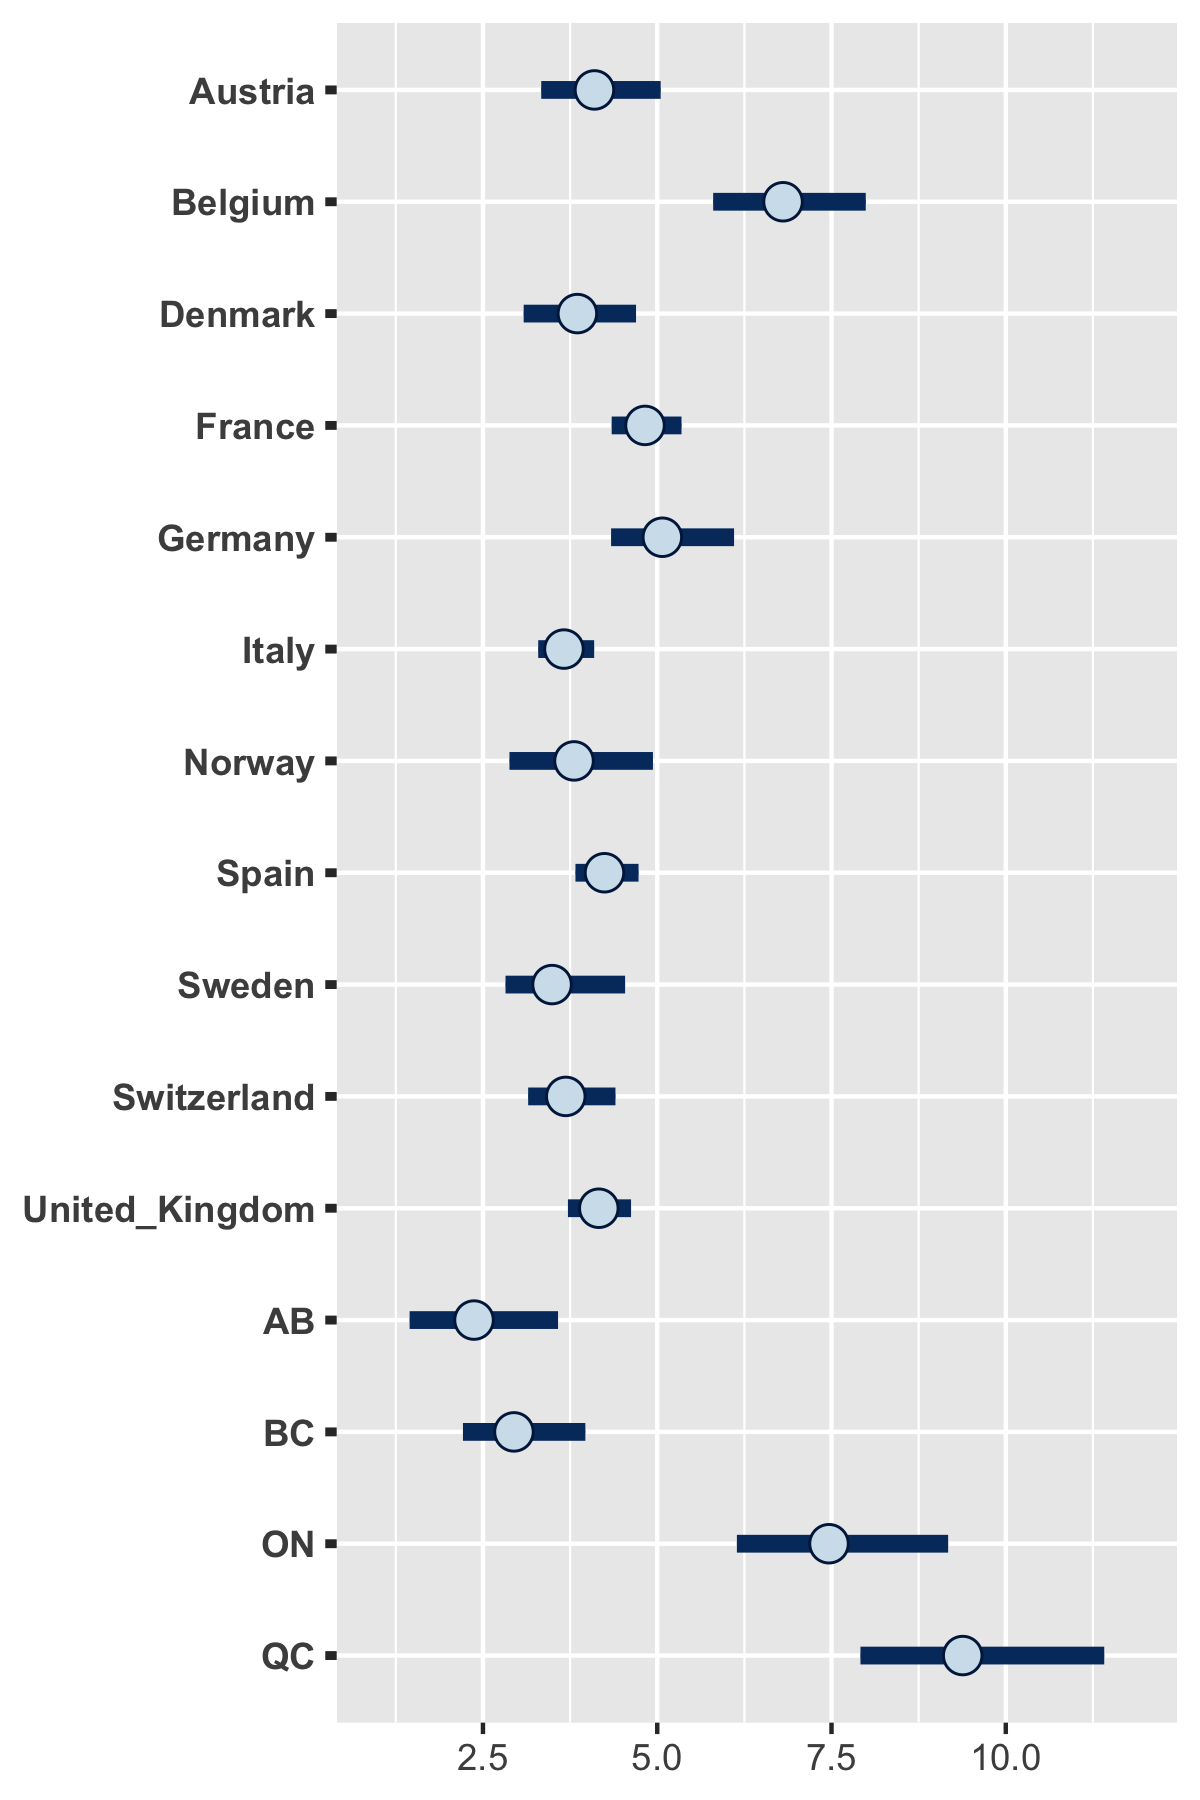 Austria
Belgium
Denmark
France
Germany
Italy
Norway
Spain
Sweden
Switzerland
United_Kingdom
AB
BC
ON
QC
2.5 5.0 7.5 10.0